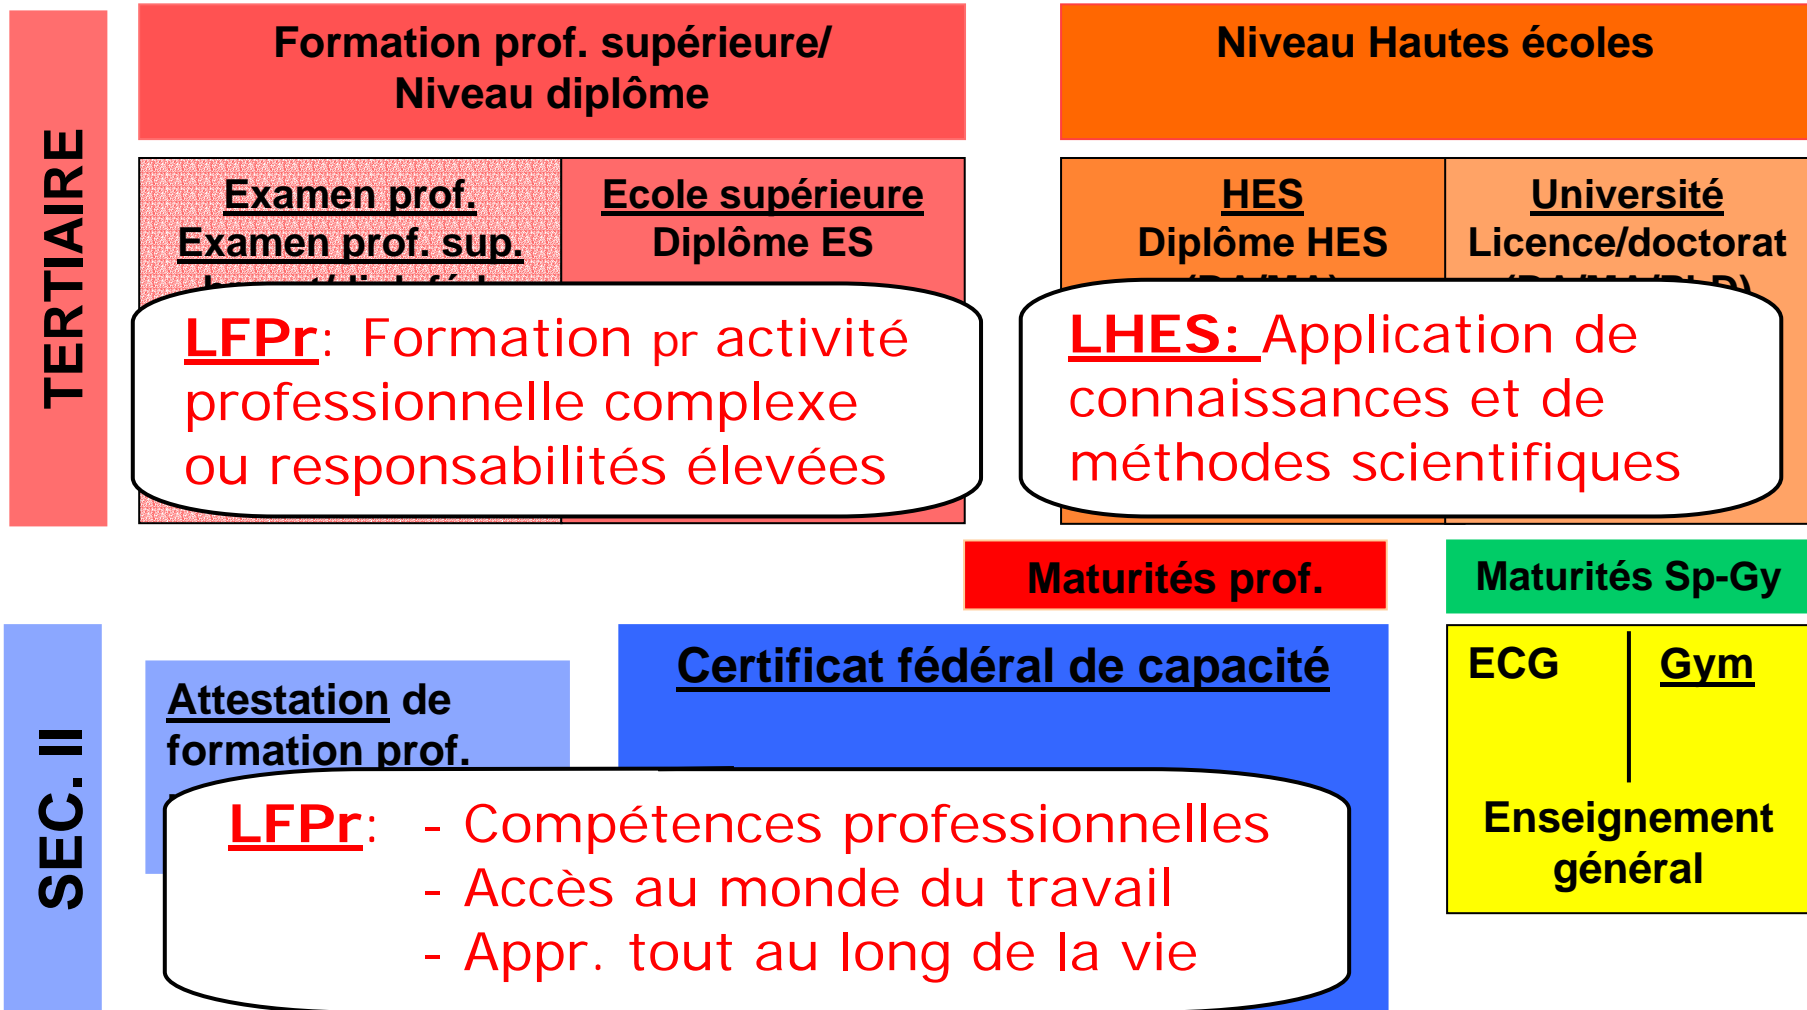 TERTIAIRE
Formation prof. supérieure/
Niveau diplôme
Niveau Hautes écoles
Examen prof.
Examen prof. sup.
Ecole supérieure
Diplôme ES
HES
Diplôme HES
Université
Licence/doctorat
LFPr: Formation pr activité
professionnelle complexe
ou responsabilités élevées
LHES: Application de
connaissances et de
méthodes scientifiques
Maturités prof.
Maturités Sp-Gy
SEC. II
Attestation de
formation prof.
Certificat fédéral de capacité
ECG
Gym
Enseignement
général
LFPr: - Compétences professionnelles
- Accès au monde du travail
- Appr. tout au long de la vie